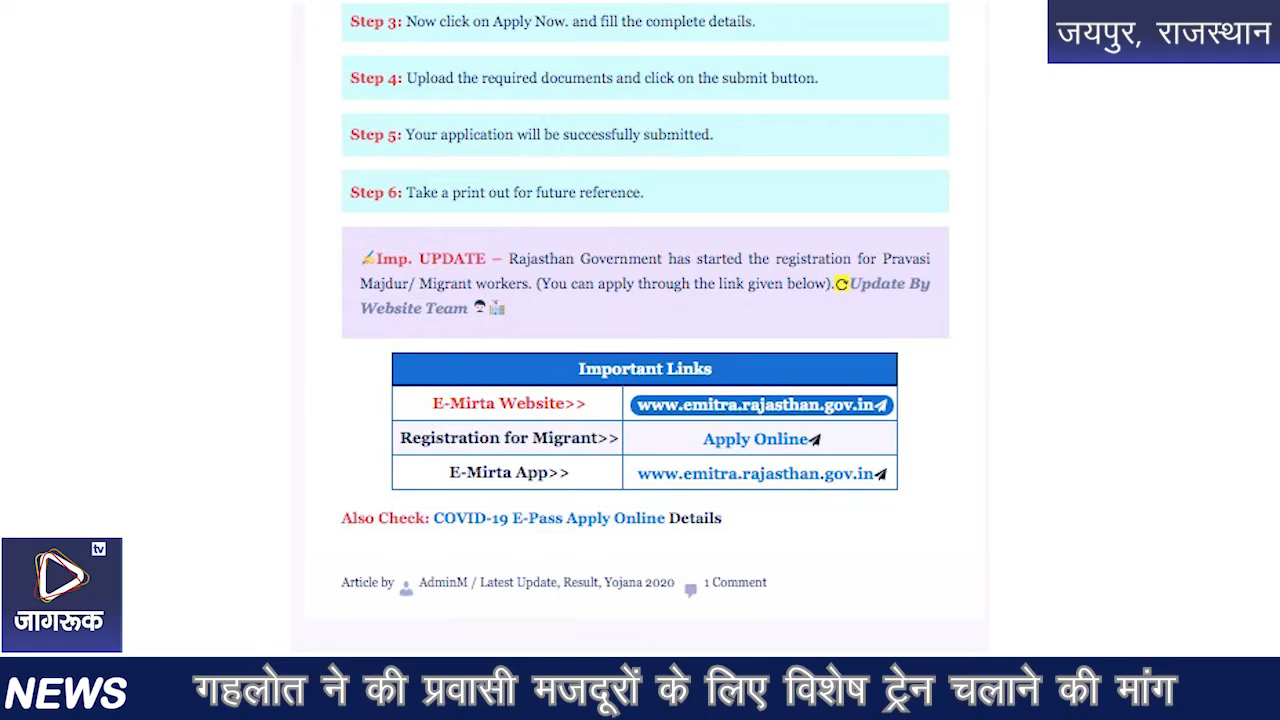 Step 3: Now click on Apply Now. and fill the complete details.
जयपुर, राजस्थान
Step 4: Upload the required documents and click on the submit button.
Step 5: Your application will be successfully submitted.
Step 6: Take a print out for future reference.
✍Imp. UPDATE – Rajasthan Government has started the registration for Pravasi
Majdur/ Migrant workers. (You can apply through the link given below).Update By
Website Team
Important Links
E-Mirta Website>> www.emitra.rajasthan.gov.in
Registration for Migrant>> Apply Online
E-Mirta App>> www.emitra.rajasthan.gov.in
Also Check: COVID-19 E-Pass Apply Online Details
tv
जागरूक
Article by AdminM / Latest Update, Result, Yojana 2020 1 Comment
NEWS गहलोत ने की प्रवासी मजदूरों के लिए विशेष ट्रेन चलाने की मांग